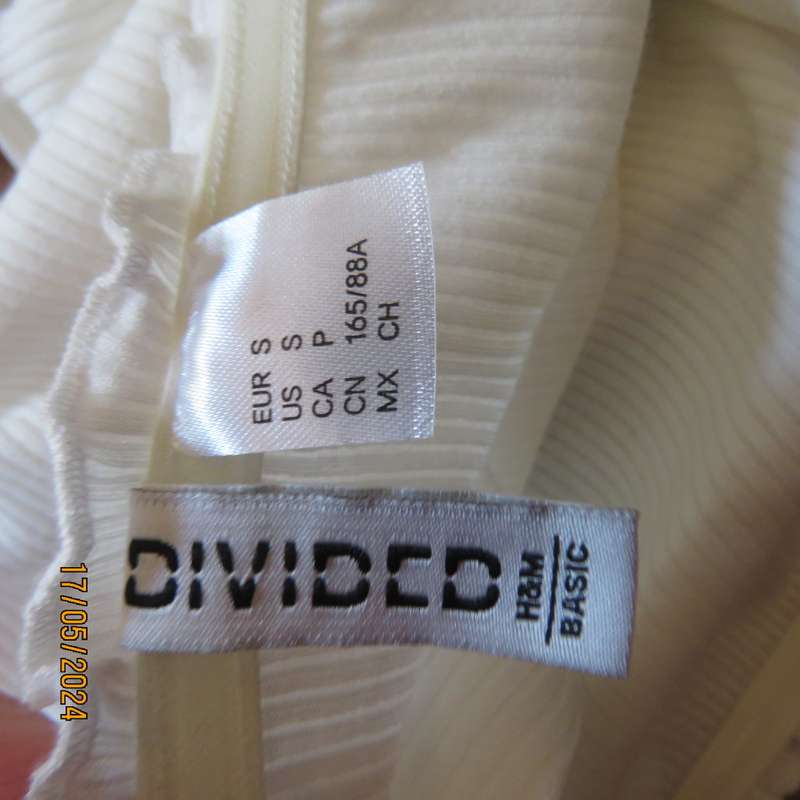 EUR S
US S
CA P
CN 165/88A
MX CH
DIVIDED
H&M
BASIC
17/05/2024